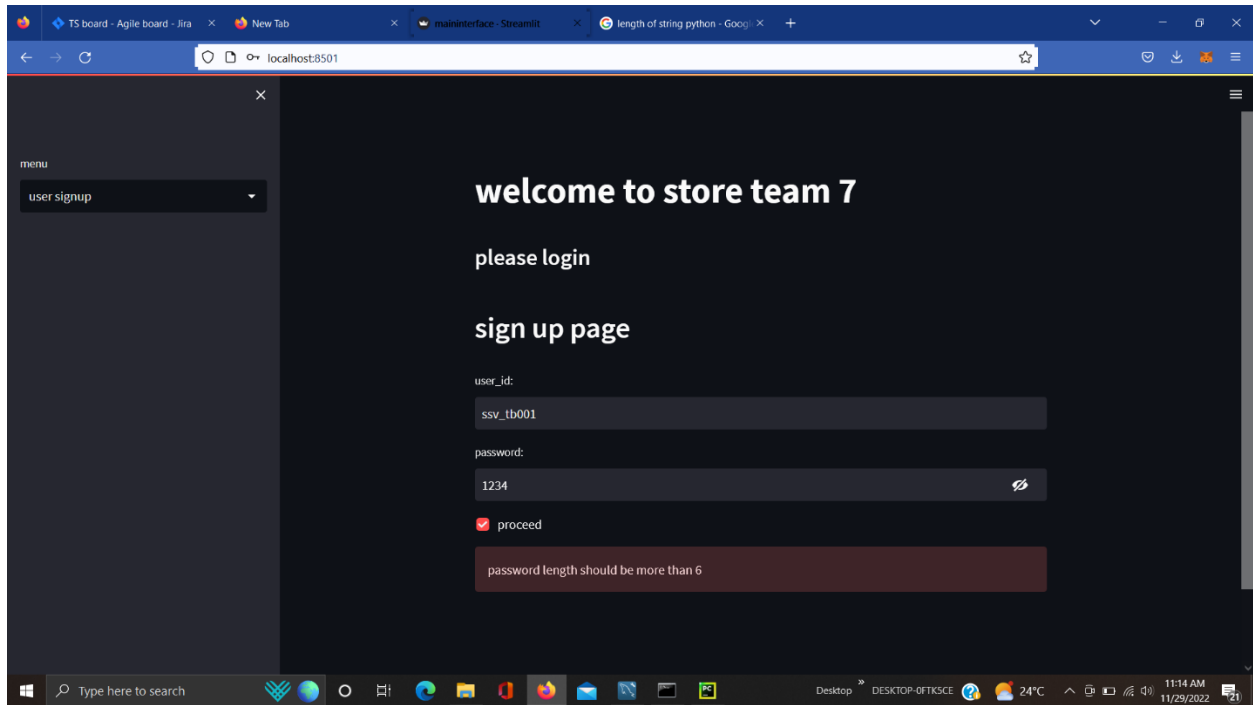 TS board - Agile board - Jira
New Tab
maininterface - Streamlit
length of string python - Googl
localhost:8501
menu
user signup
welcome to store team 7
please login
sign up page
user_id:
ssv_tb001
password:
1234
proceed
password length should be more than 6
Type here to search
PC
Desktop
DESKTOP-0FTK5CE
24°C
11:14 AM
11/29/2022
21